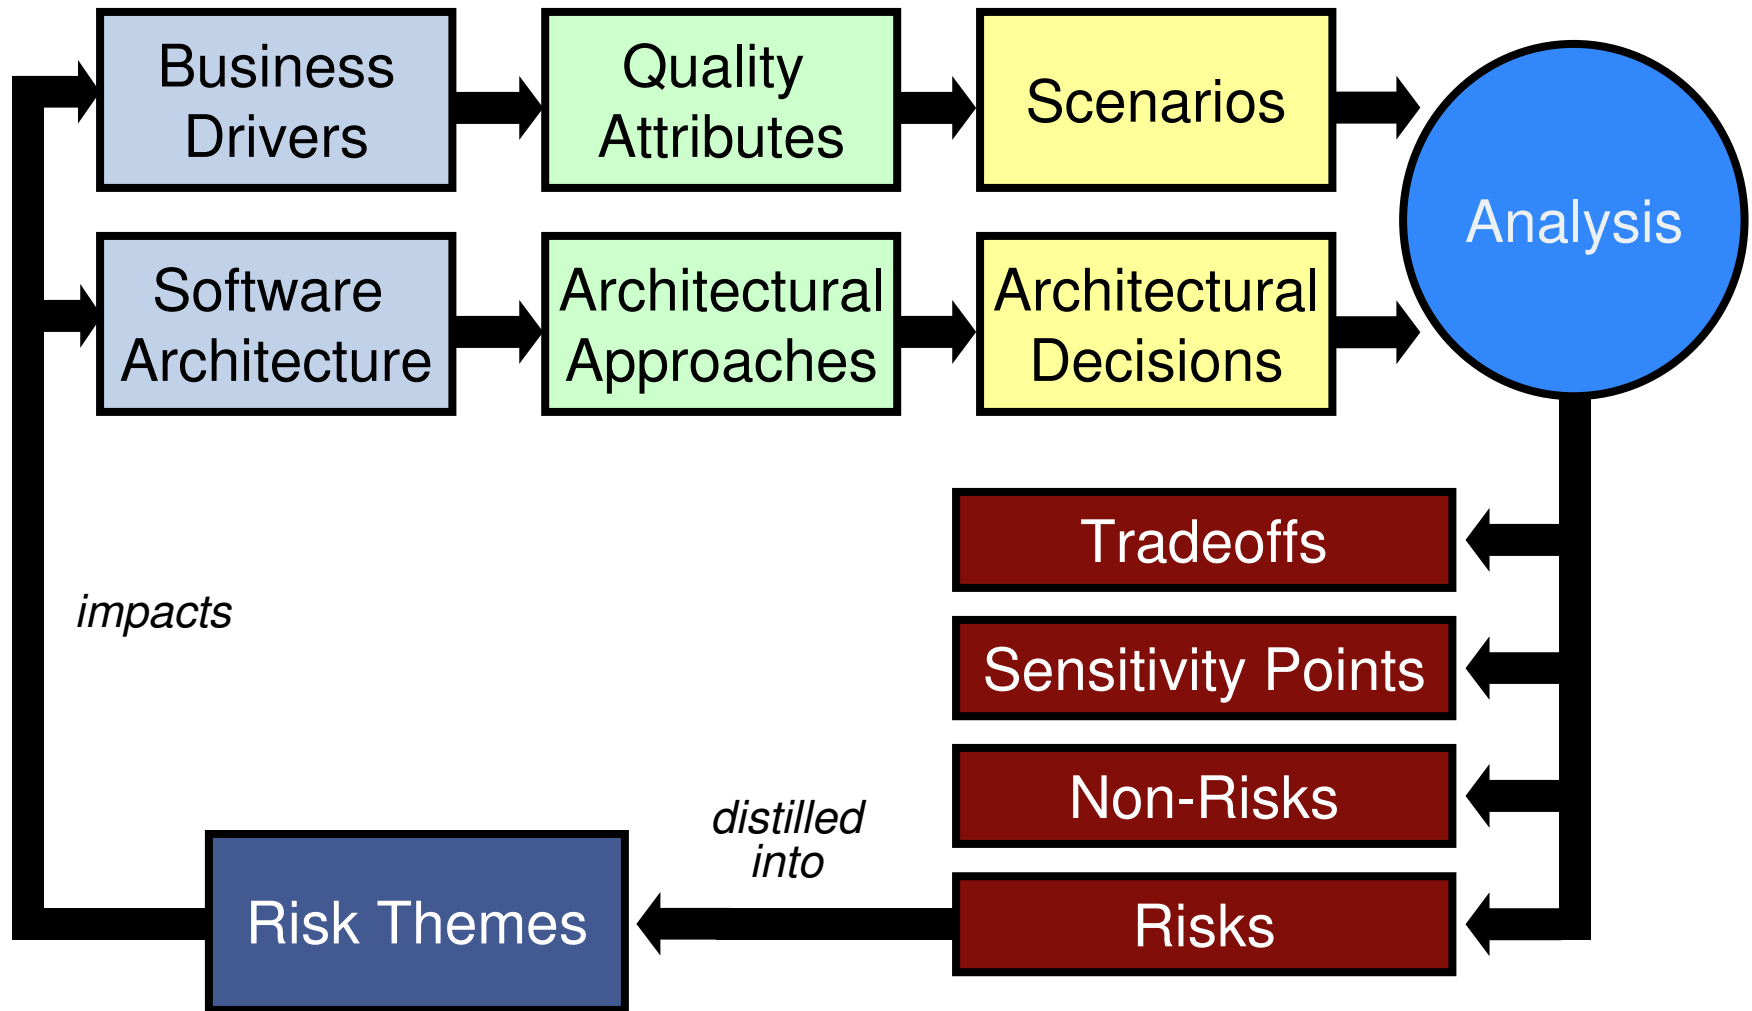 Business
Drivers
Quality
Attributes
Scenarios
Analysis
Software
Architecture
Architectural
Approaches
Architectural
Decisions
Tradeoffs
impacts
Sensitivity Points
Non-Risks
distilled
into
Risk Themes
Risks